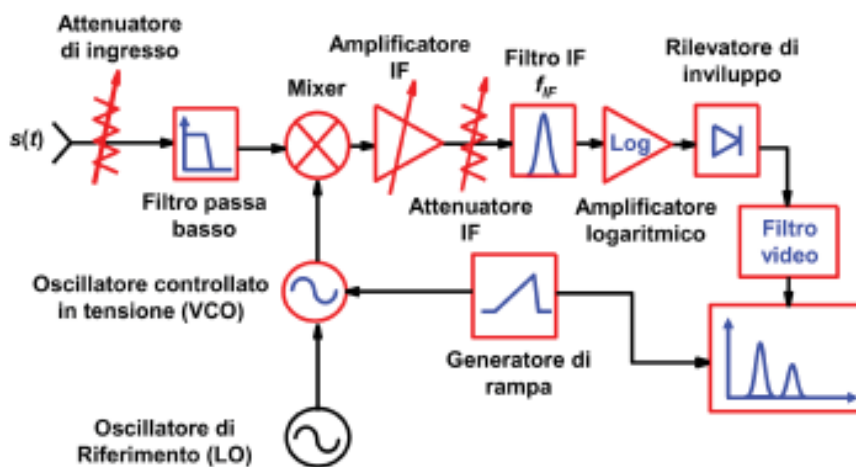 Attenuatore
di ingresso
s(t)
Filtro passa
basso
Mixer
Amplificatore
IF
Attenuatore
IF
Filtro IF
f_IF
Log
Amplificatore
logaritmico
Rilevatore di
inviluppo
Filtro
video
Oscillatore controllato
in tensione (VCO)
Generatore di
rampa
Oscillatore di
Riferimento (LO)